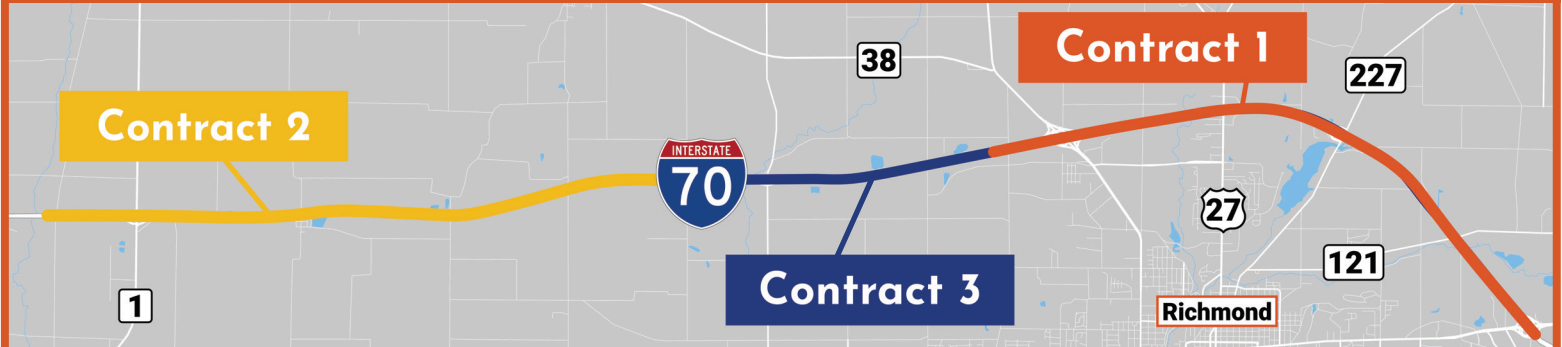 Contract 1
38
227
Contract 2
INTERSTATE
70
27
121
Contract 3
1
Richmond